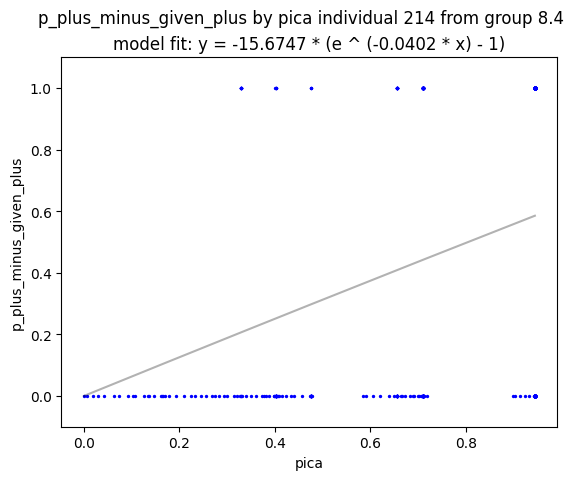 p_plus_minus_given_plus by pica individual 214 from group 8.4
model fit: y = -15.6747 * (e ^ (-0.0402 * x) - 1)
p_plus_minus_given_plus
1.0
0.8
0.6
0.4
0.2
0.0
0.0 0.2 0.4 0.6 0.8
pica